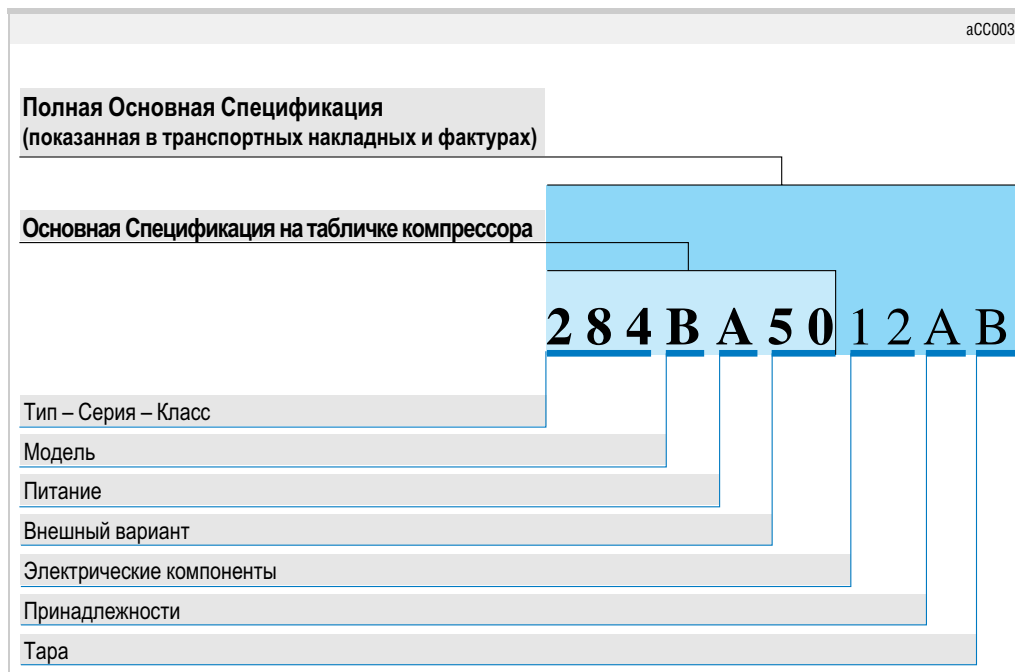 aCC003
Полная Основная Спецификация
(показанная в транспортных накладных и фактурах)
Основная Спецификация на табличке компрессора
2 8 4 B A 5 0 1 2 A B
Тип – Серия – Класс
Модель
Питание
Внешный вариант
Электрические компоненты
Принадлежности
Тара